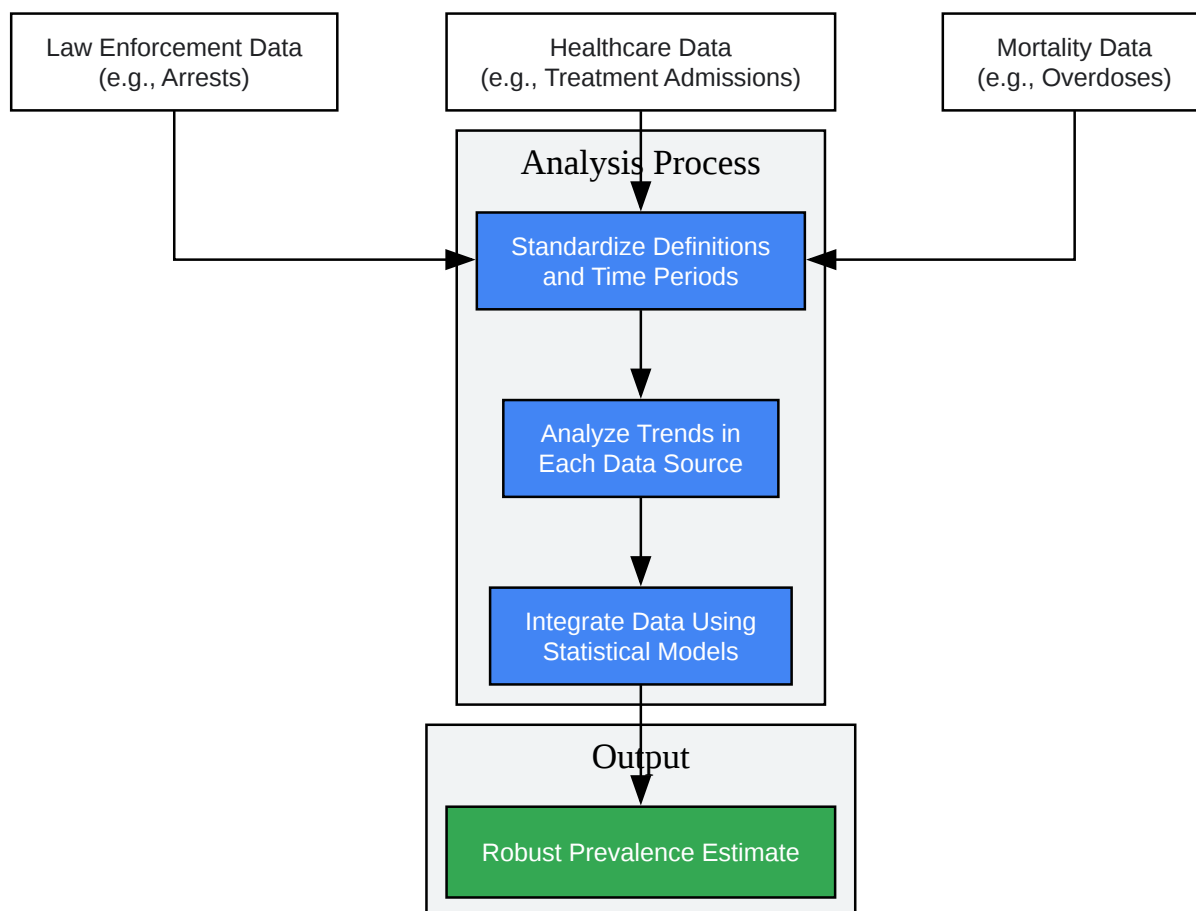 Law Enforcement Data
(e.g., Arrests)
Healthcare Data
(e.g., Treatment Admissions)
Mortality Data
(e.g., Overdoses)
Analysis Process
Standardize Definitions
and Time Periods
Analyze Trends in
Each Data Source
Integrate Data Using
Statistical Models
Output
Robust Prevalence Estimate